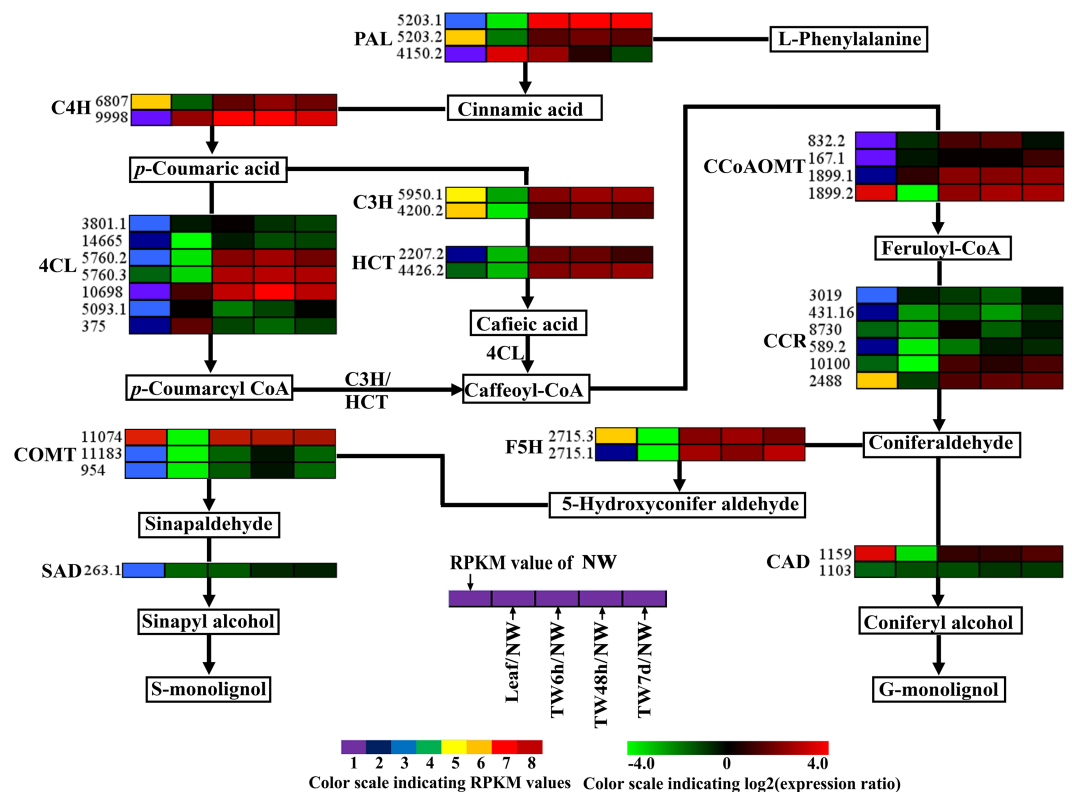 5203.1
PAL 5203.2
4150.2
L-Phenylalanine
C4H 6807
9998
Cinnamic acid
832.2
CCoAOMT 167.1
1899.1
1899.2
p-Coumaric acid
C3H 5950.1
4200.2
3801.1
14665
5760.2
4CL 5760.3
10698
5093.1
375
HCT 2207.2
4426.2
Feruloyl-CoA
Cafieic acid
4CL
3019
431.16
8730
CCR 589.2
10100
2488
p-Coumarcyl CoA
C3H/
HCT
Caffeoyl-CoA
11074
COMT 11183
954
F5H 2715.3
2715.1
Coniferaldehyde
5-Hydroxyconifer aldehyde
Sinapaldehyde
SAD 263.1
RPKM value of NW
CAD 1159
1103
Sinapyl alcohol
Coniferyl alcohol
Leaf/NW
TW6h/NW
TW48h/NW
TW7d/NW
S-monolignol
G-monolignol
1 2 3 4 5 6 7 8
Color scale indicating RPKM values
-4.0 0 4.0
Color scale indicating log2(expression ratio)